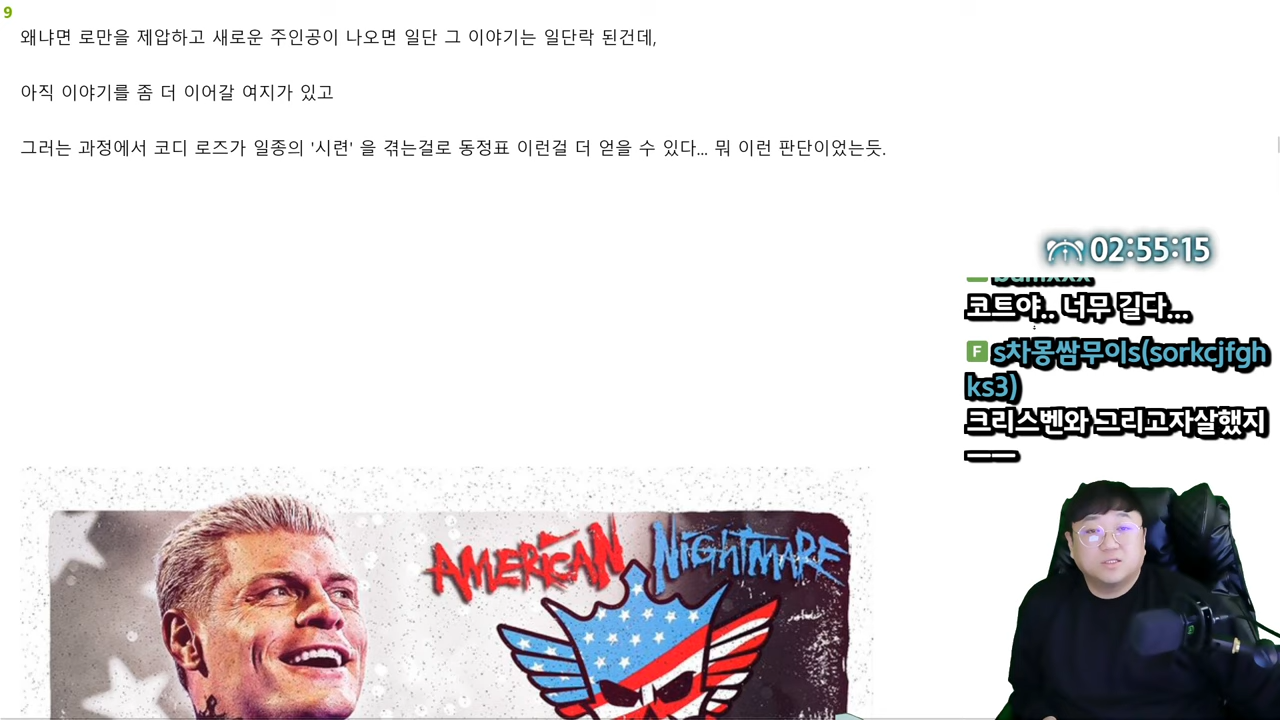 9
왜냐면 로만을 제압하고 새로운 주인공이 나오면 일단 그 이야기는 일단락 된건데,
아직 이야기를 좀 더 이어갈 여지가 있고
그러는 과정에서 코디 로즈가 일종의 '시련' 을 겪는걸로 동정표 이런걸 더 얻을 수 있다... 뭐 이런 판단이었는듯.
02:55:15
코트야.. 너무 길다...
F s차몽쌈무이s(sorkcjfgh
ks3)
크리스벤와 그리고자살했지
ㅡㅡ
AMERICAN NIGHTMARE